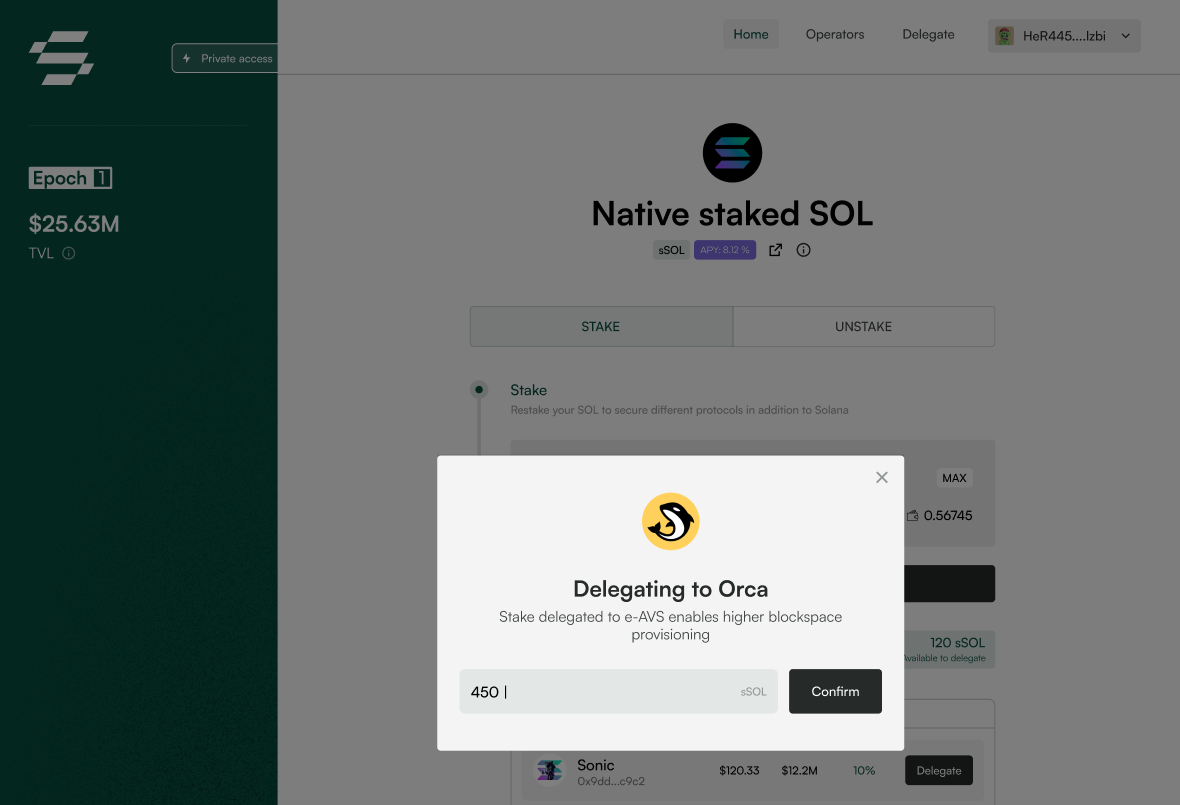 Private access
Home
Operators
Delegate
HeR445....lzbi
Epoch 1
$25.63M
TVL
Native staked SOL
sSOL
APY: 8.12 %
STAKE
UNSTAKE
Stake
Restake your SOL to secure different protocols in addition to Solana
MAX
0.56745
Delegating to Orca
Stake delegated to e-AVS enables higher blockspace
provisioning
450
sSOL
Confirm
120 sSOL
Available to delegate
Sonic
0x9dd...c9c2
$120.33
$12.2M
10%
Delegate